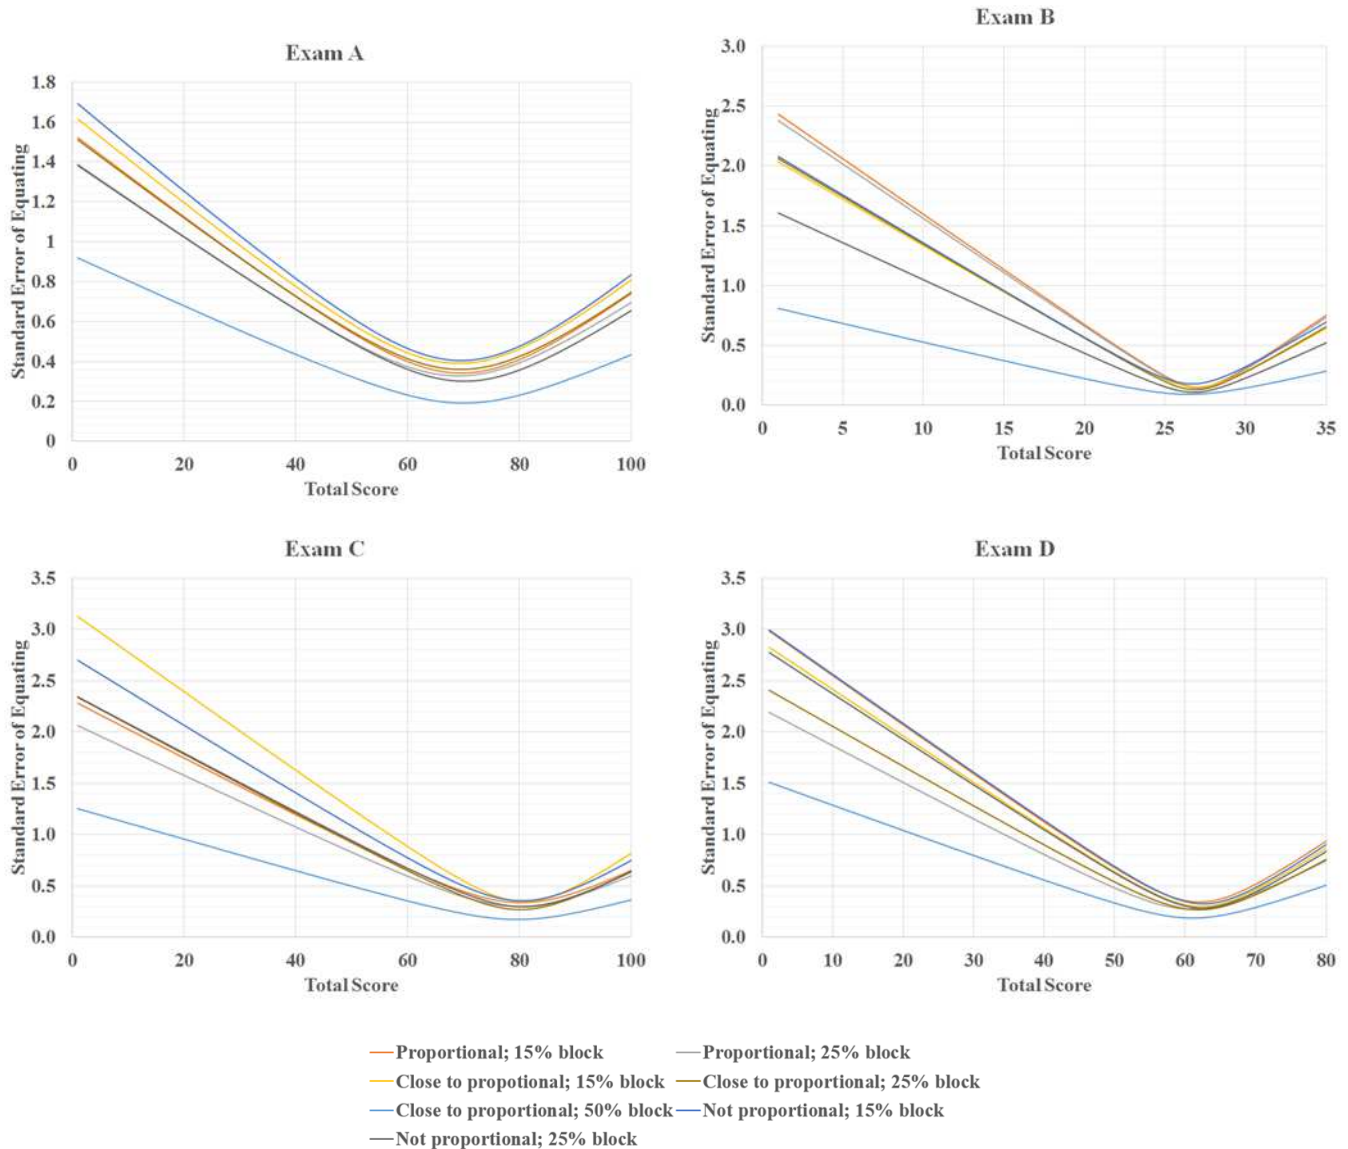 Exam A
Standard Error of Equating
1.8
1.6
1.4
1.2
1
0.8
0.6
0.4
0.2
0
0 20 40 60 80 100
Total Score
Exam B
Standard Error of Equating
3.0
2.5
2.0
1.5
1.0
0.5
0.0
0 5 10 15 20 25 30 35
Total Score
Exam C
Standard Error of Equating
3.5
3.0
2.5
2.0
1.5
1.0
0.5
0.0
0 20 40 60 80 100
Total Score
Exam D
Standard Error of Equating
3.5
3.0
2.5
2.0
1.5
1.0
0.5
0.0
0 10 20 30 40 50 60 70 80
Total Score
Proportional; 15% block Proportional; 25% block
Close to propotional; 15% block Close to proportional; 25% block
Close to proportional; 50% block Not proportional; 15% block
Not proportional; 25% block